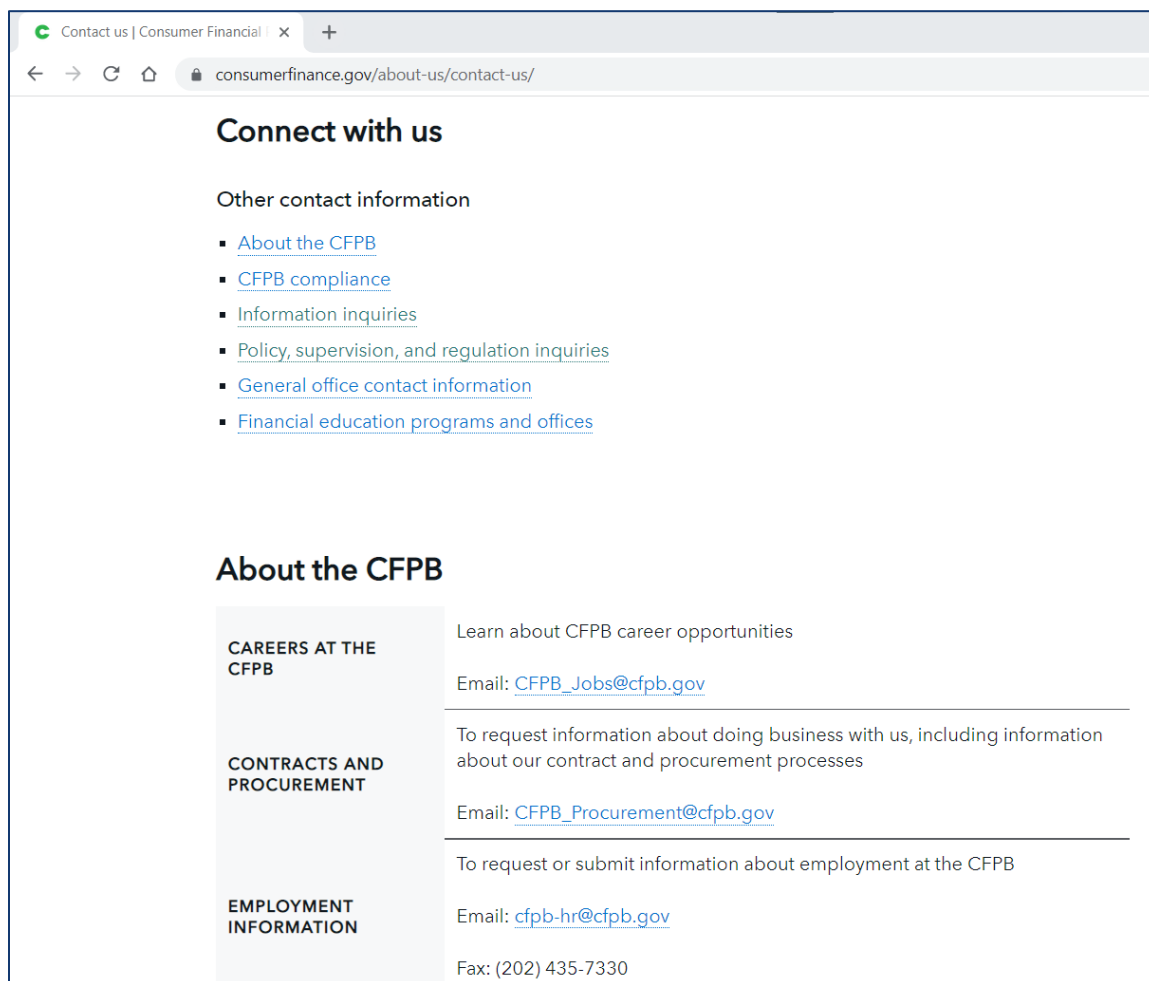 Contact us | Consumer Financial
consumerfinance.gov/about-us/contact-us/
Connect with us
Other contact information
About the CFPB
CFPB compliance
Information inquiries
Policy, supervision, and regulation inquiries
General office contact information
Financial education programs and offices
About the CFPB
CAREERS AT THE
CFPB
Learn about CFPB career opportunities
Email: CFPB_Jobs@cfpb.gov
CONTRACTS AND
PROCUREMENT
To request information about doing business with us, including information
about our contract and procurement processes
Email: CFPB_Procurement@cfpb.gov
EMPLOYMENT
INFORMATION
To request or submit information about employment at the CFPB
Email: cfpb-hr@cfpb.gov
Fax: (202) 435-7330